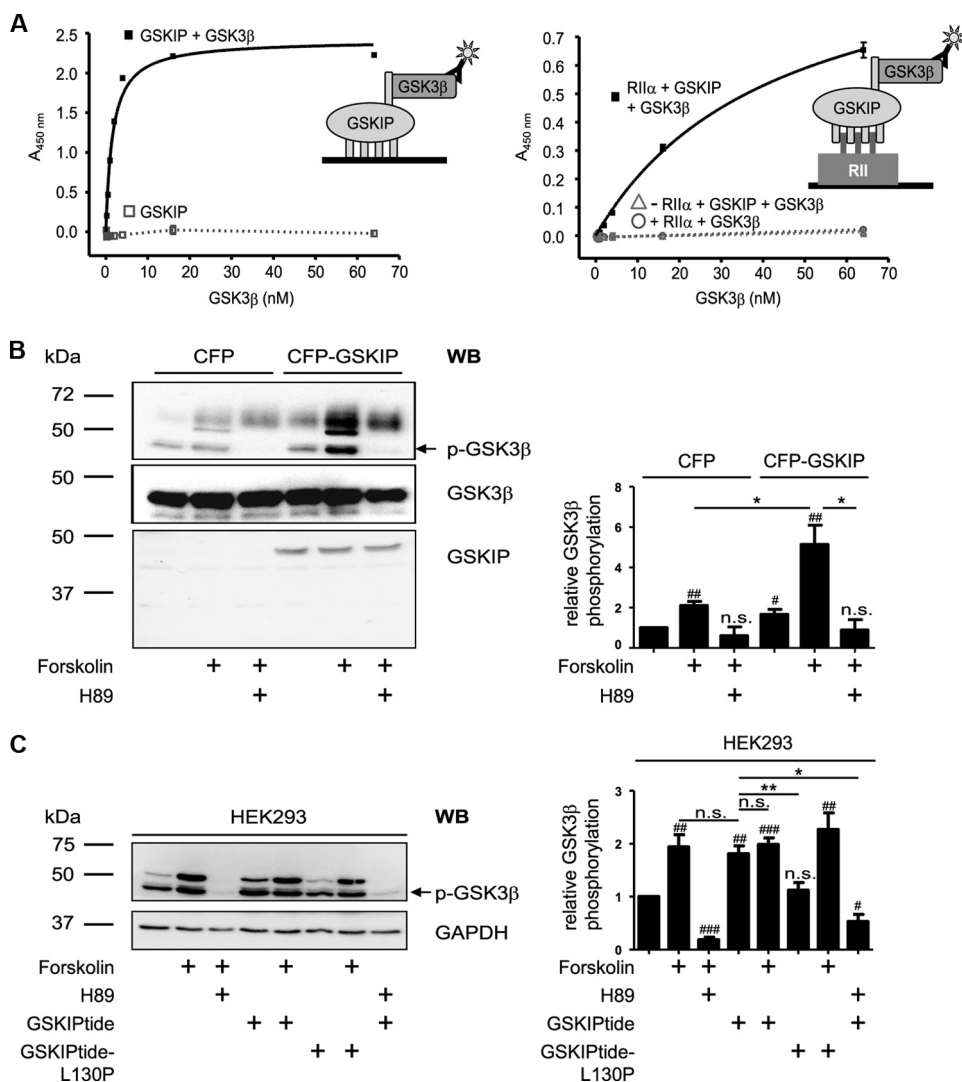 A
2.5
2.0
1.5
1.0
0.5
0.0
A450 nm
GSKIP + GSK3β
GSKIP
GSK3β
GSKIP
0 10 20 30 40 50 60 70
GSK3β (nM)
0.7
0.6
0.5
0.4
0.3
0.2
0.1
0.0
A450 nm
RIIα + GSKIP
+ GSK3β
- RIIα + GSKIP + GSK3β
+ RIIα + GSK3β
GSK3β
GSKIP
RII
0 10 20 30 40 50 60 70
GSK3β (nM)
B
kDa CFP CFP-GSKIP WB
72
50
p-GSK3β
50
GSK3β
50
GSKIP
37
Forskolin + + + +
H89 + +
CFP CFP-GSKIP
* *
## n.s. # ## n.s.
8
6
4
2
0
relative GSK3β
phosphorylation
Forskolin + + + +
H89 + +
C
kDa HEK293 WB
75
50
p-GSK3β
37
GAPDH
Forskolin + + + +
H89 + +
GSKIPtide + + +
GSKIPtide-
L130P
+ +
HEK293
*
**
n.s.
n.s.
## ### ## ### n.s. ## #
3
2
1
0
relative GSK3β
phosphorylation
Forskolin + + + +
H89 + +
GSKIPtide + + +
GSKIPtide-
L130P
+ +